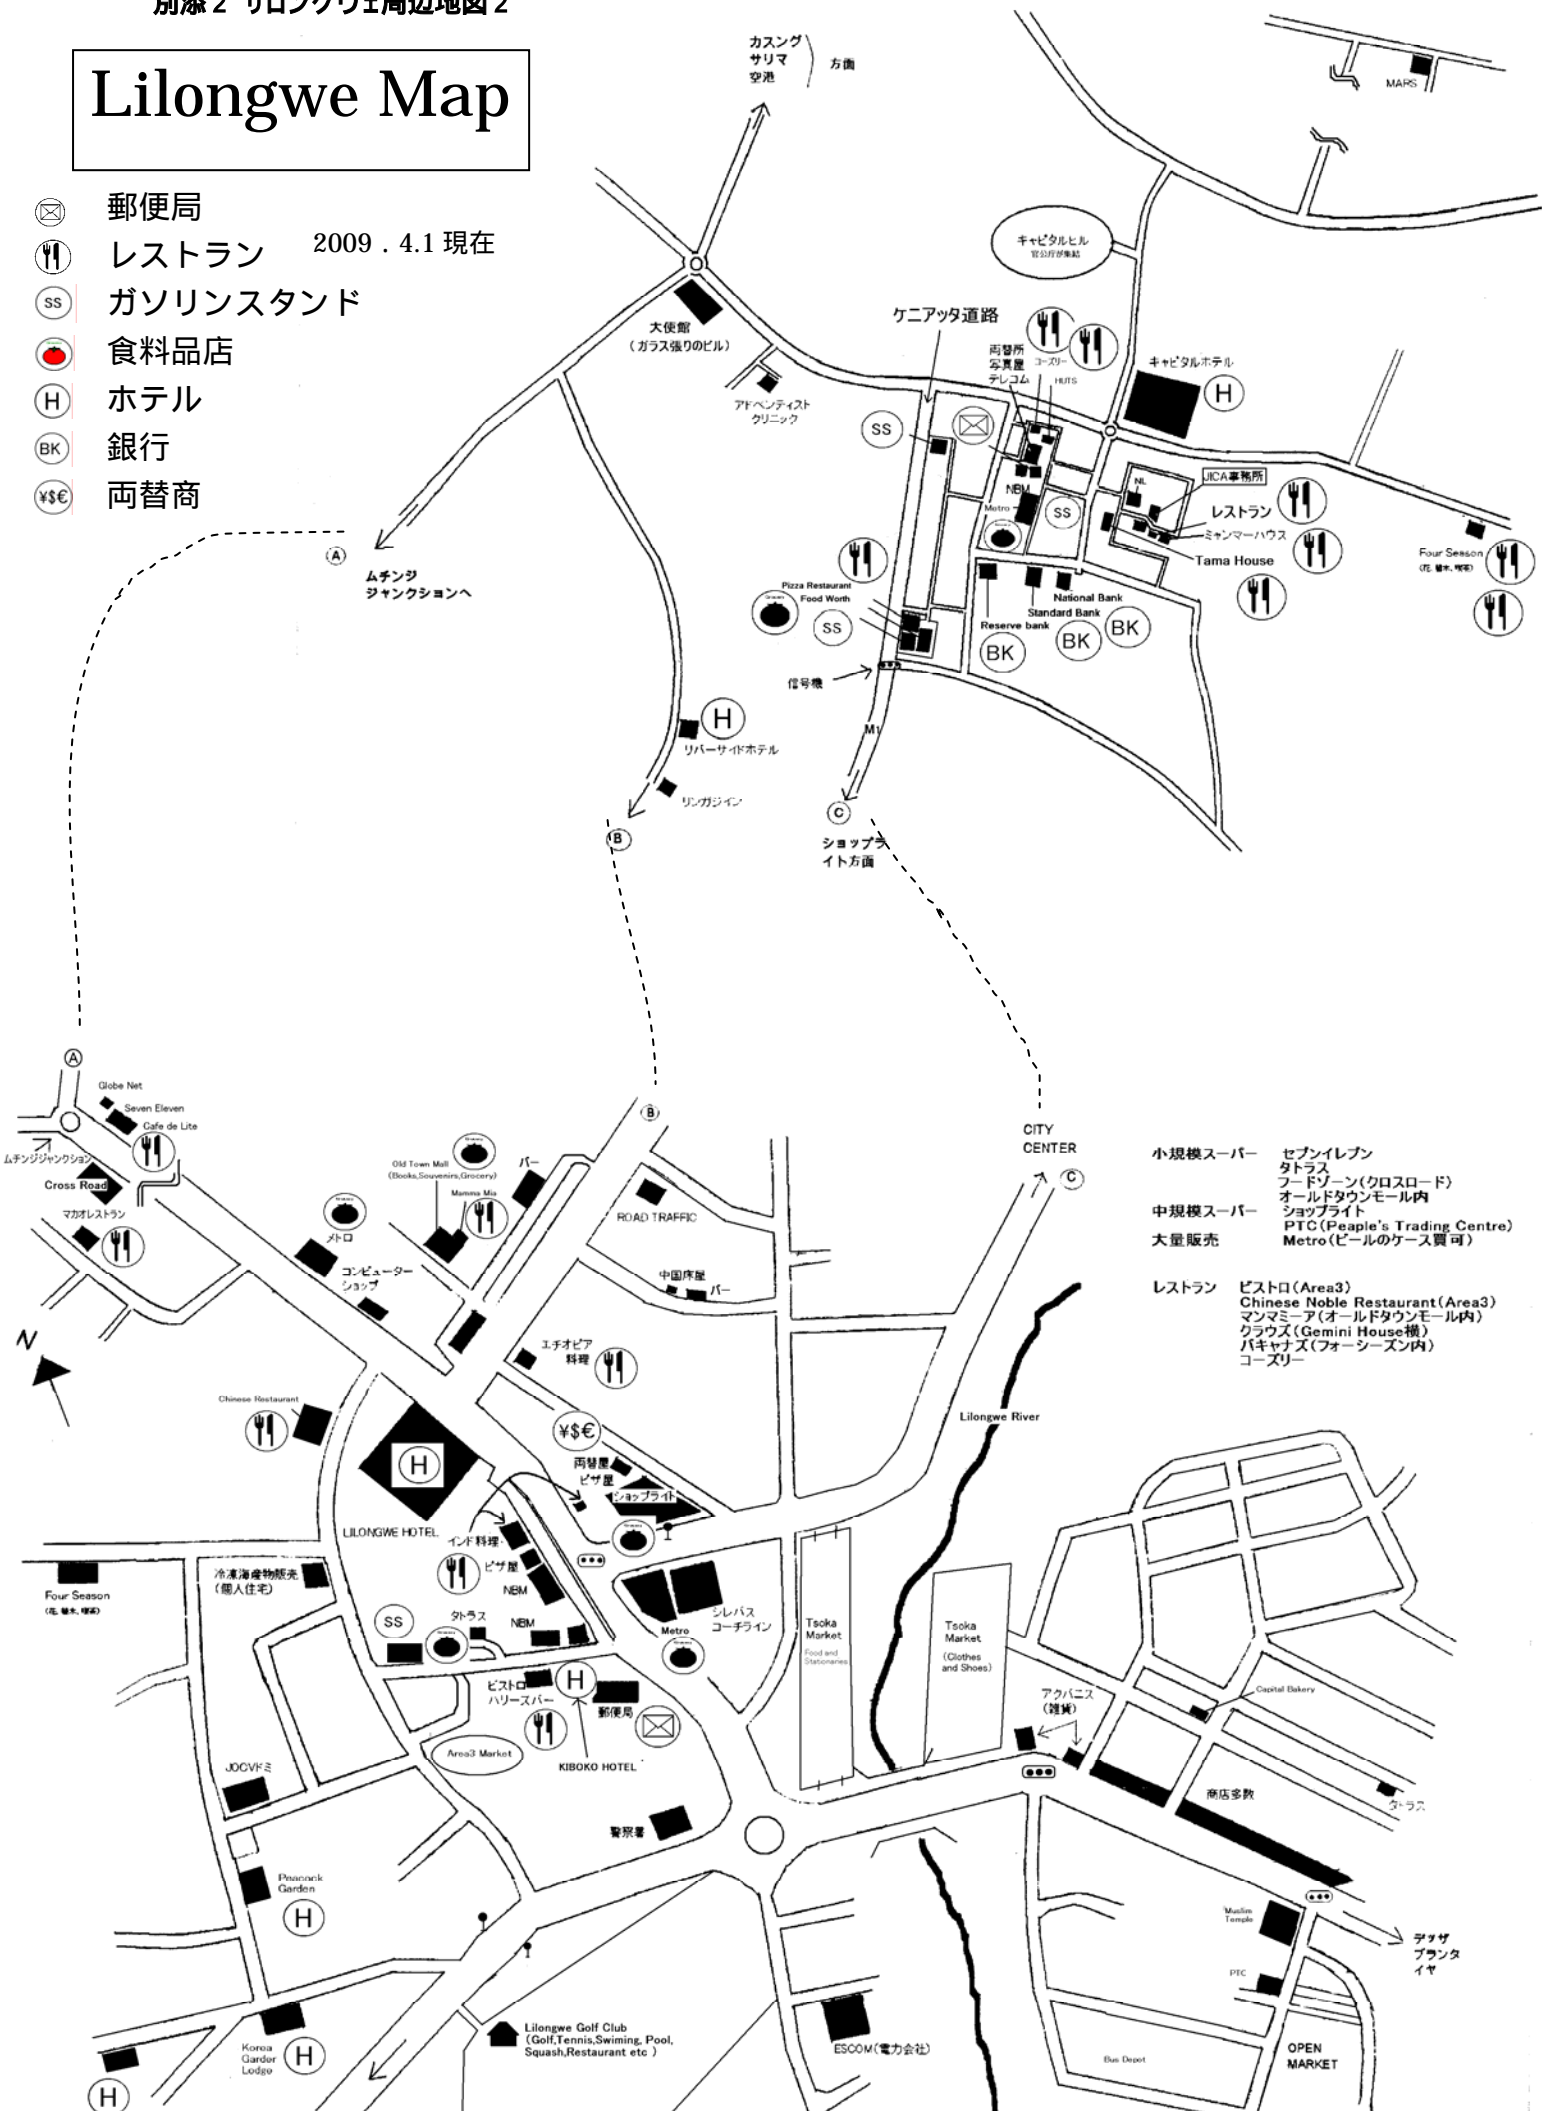 別添2 リロングウェ周辺地図2
Lilongwe Map
郵便局
レストラン
2009．4.1 現在
SS
ガソリンスタンド
食料品店
H
ホテル
BK
銀行
¥$€
両替商
カスング
サリマ
空港
方面
MARS
キャピタルヒル
官公庁が集結
ケニアッタ道路
大使館
(ガラス張りのビル)
アドベンティスト
クリニック
両替所
写真屋
テレコム
コーズリー
HUTS
キャピタルホテル
H
SS
NBM
Metro
SS
NL
JICA事務所
レストラン
ミャンマーハウス
Tama House
Four Season
A
ムチンジ
ジャンクションへ
Pizza Restaurant
Food Worth
SS
National Bank
Standard Bank
Reserve bank
BK
BK
BK
信号機
M1
H
リバーサイドホテル
リンガジイン
B
C
ショップラ
イト方面
A
Globe Net
Seven Eleven
Cafe de Lite
ムチンジジャンクション
Cross Road
マカオレストラン
メトロ
コンピューター
ショップ
Old Town Mall
(Books,Souvenirs,Grocery)
Mamma Mia
バー
B
ROAD TRAFFIC
中国床屋
バー
エチオピア
料理
CITY
CENTER
C
小規模スーパー セブンイレブン
タトラス
フードゾーン(クロスロード)
オールドタウンモール内
中規模スーパー ショップライト
PTC(Peaple's Trading Centre)
大量販売 Metro(ビールのケース買可)
レストラン ビストロ(Area3)
Chinese Noble Restaurant(Area3)
マンマミーア(オールドタウンモール内)
クラウズ(Gemini House横)
バキャナズ(フォーシーズン内)
コーズリー
N
Chinese Restaurant
H
LILONGWE HOTEL
¥$€
両替屋
ピザ屋
ショップライト
インド料理
ピザ屋
NBM
Lilongwe River
Four Season
冷凍海産物販売
(個人住宅)
SS
タトラス
NBM
シレバス
コーチライン
Metro
Tsoka
Market
Food and
Stationaries
Tsoka
Market
(Clothes
and Shoes)
ビストロ
ハリーズバー
H
郵便局
KIBOKO HOTEL
Area3 Market
アクバニス
(雑貨)
Capital Bakery
JOCVドミ
警察署
商店多数
タトラス
Peacock
Garden
H
Muslim
Temple
デッザ
ブランタ
イヤ
PTC
Korea
Garden
Lodge
H
H
Lilongwe Golf Club
(Golf,Tennis,Swiming, Pool,
Squash,Restaurant etc )
ESCOM(電力会社)
Bus Depot
OPEN
MARKET